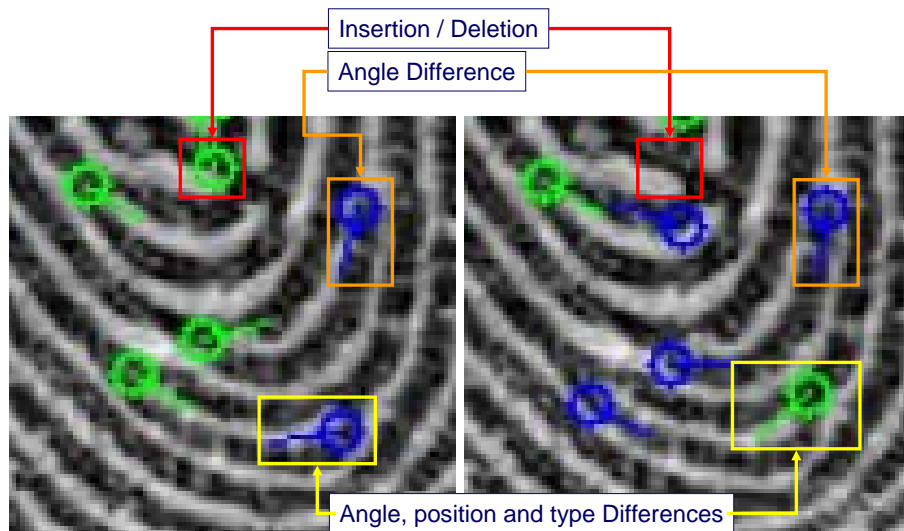 Insertion / Deletion
Angle Difference
Angle, position and type Differences